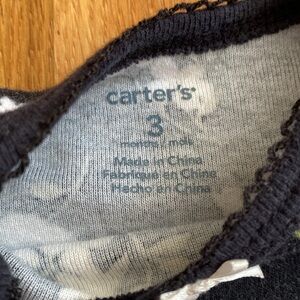 carter's
3
months / mois
Made in China
Fabriqué en Chine
Hecho en China